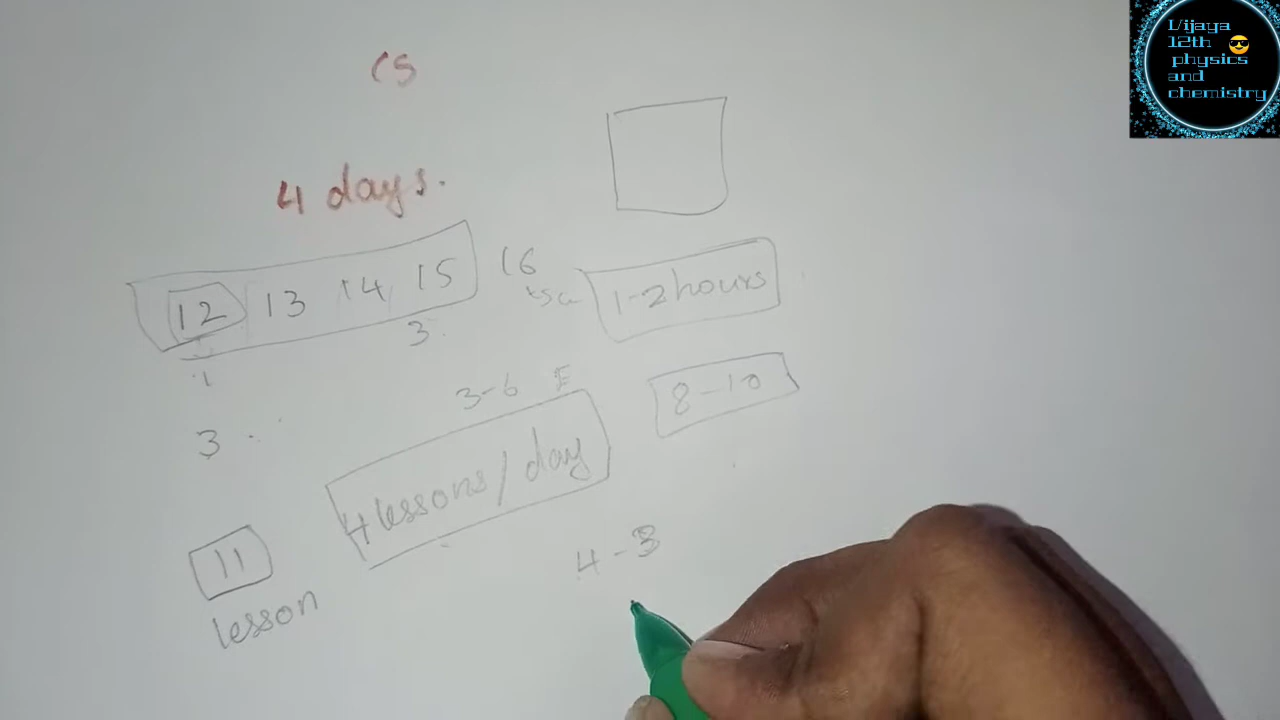 CS
4 days.
12 13 14 15 16
1-2 hours
3
3-6 E
8-10
3
4 lessons/day
4-3
11
lesson
Vijaya
12th 😎
physics
and
chemistry